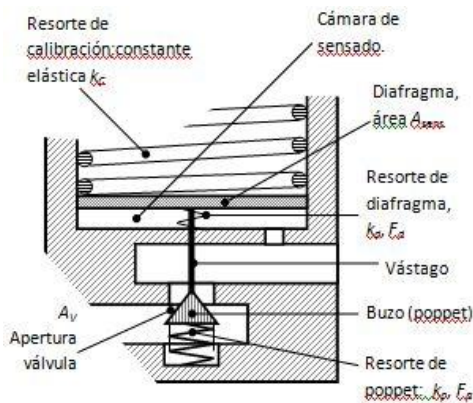 Resorte de
calibración:constante
elástica kc
Cámara de
sensado.
Diafragma,
área Asens
Resorte de
diafragma,
kd, Fd
Vástago
AV
Apertura
válvula
Buzo (poppet)
Resorte de
poppet: kp, Fp